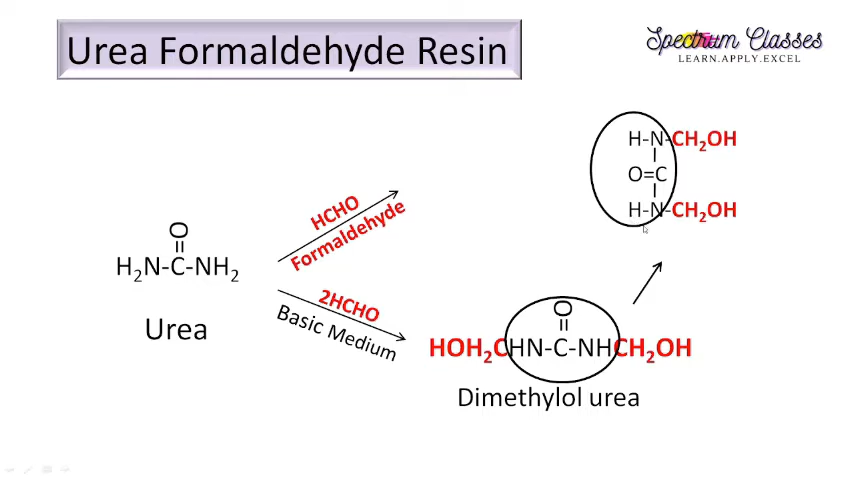 Urea Formaldehyde Resin
Spectrum Classes
LEARN.APPLY.EXCEL
H-N-CH₂OH
O=C
H-N-CH₂OH
HCHO
Formaldehyde
O
H₂N-C-NH₂
Urea
2HCHO
Basic Medium
O
HOH₂CHN-C-NHCH₂OH
Dimethylol urea